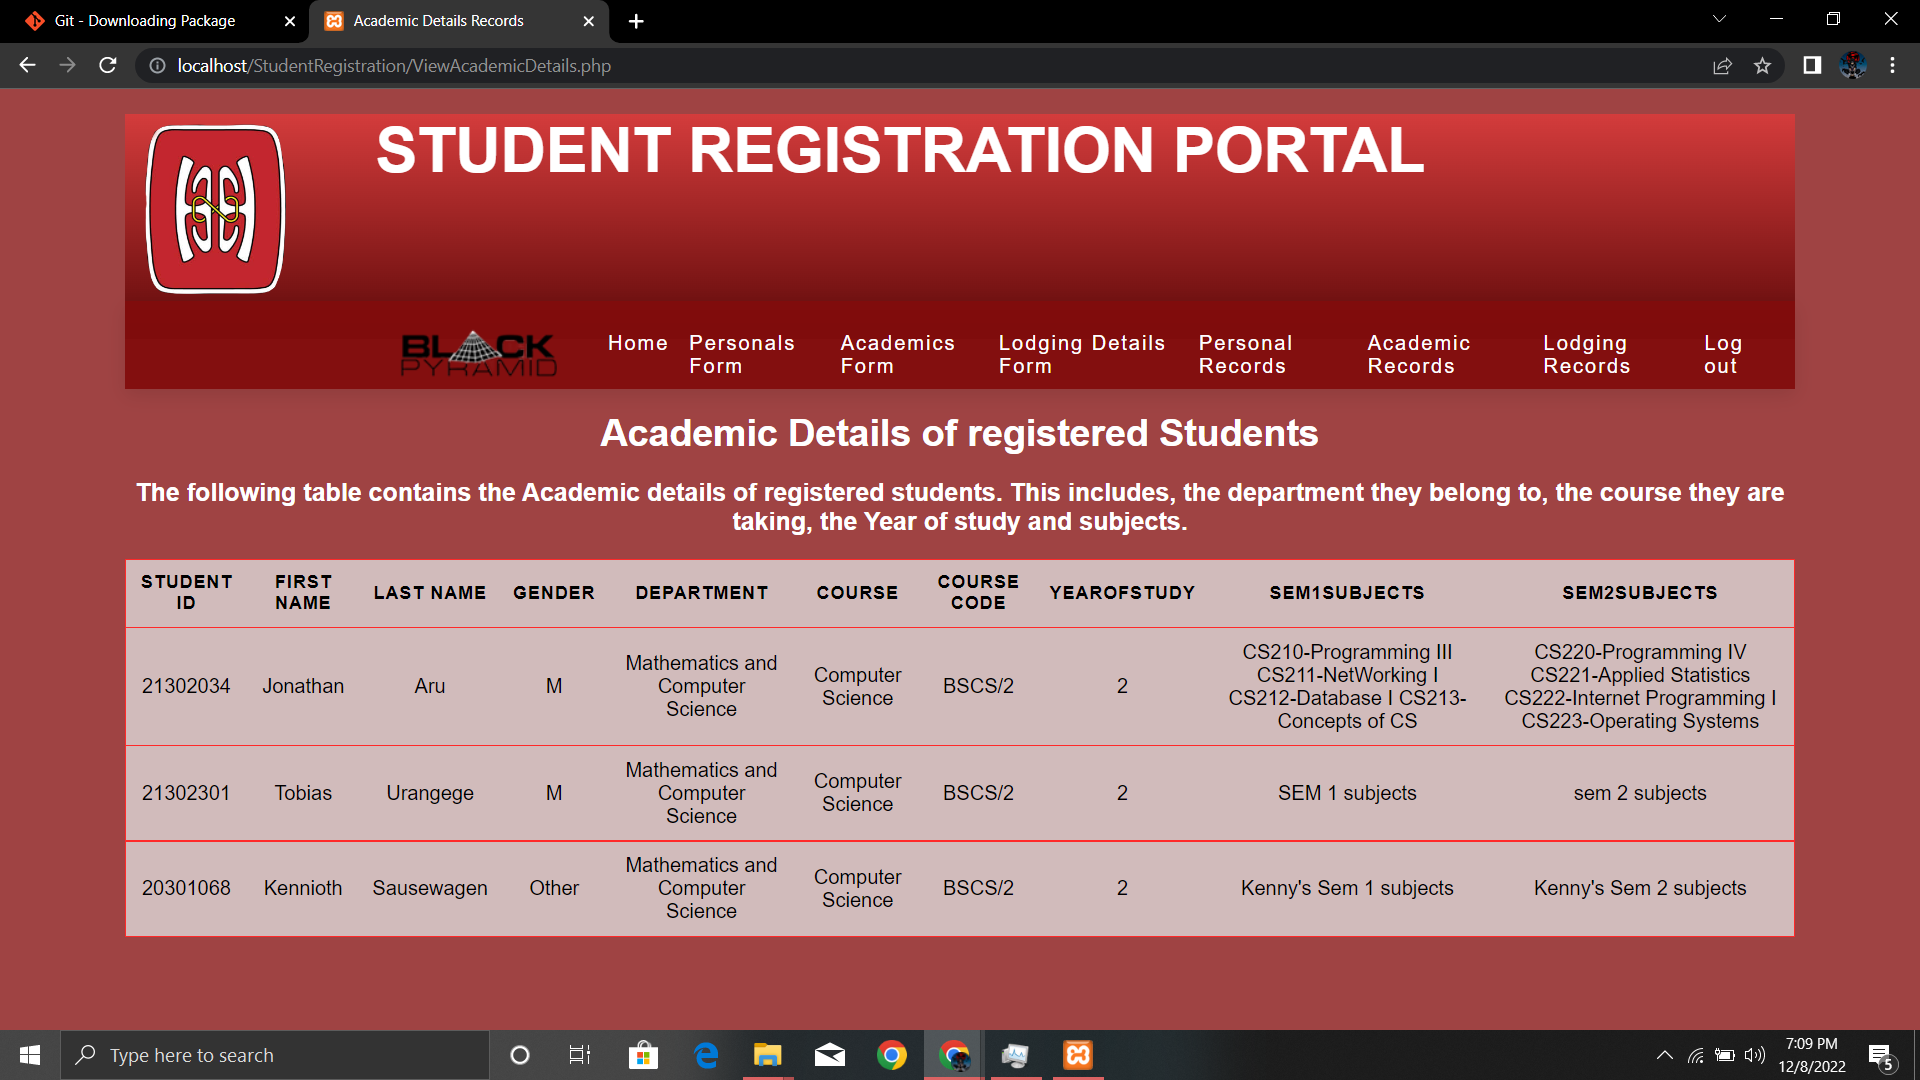 Git - Downloading Package
Academic Details Records
localhost/StudentRegistration/ViewAcademicDetails.php
STUDENT REGISTRATION PORTAL
BLACK
PYRAMID
Home
Personals
Form
Academics
Form
Lodging Details
Form
Personal
Records
Academic
Records
Lodging
Records
Log
out
Academic Details of registered Students
The following table contains the Academic details of registered students. This includes, the department they belong to, the course they are
taking, the Year of study and subjects.
STUDENT
ID
FIRST
NAME
LAST NAME
GENDER
DEPARTMENT
COURSE
COURSE
CODE
YEAROFSTUDY
SEM1SUBJECTS
SEM2SUBJECTS
21302034
Jonathan
Aru
M
Mathematics and
Computer
Science
Computer
Science
BSCS/2
2
CS210-Programming III
CS211-NetWorking I
CS212-Database I CS213-
Concepts of CS
CS220-Programming IV
CS221-Applied Statistics
CS222-Internet Programming I
CS223-Operating Systems
21302301
Tobias
Urangege
M
Mathematics and
Computer
Science
Computer
Science
BSCS/2
2
SEM 1 subjects
sem 2 subjects
20301068
Kennioth
Sausewagen
Other
Mathematics and
Computer
Science
Computer
Science
BSCS/2
2
Kenny's Sem 1 subjects
Kenny's Sem 2 subjects
Type here to search
7:09 PM
12/8/2022
5